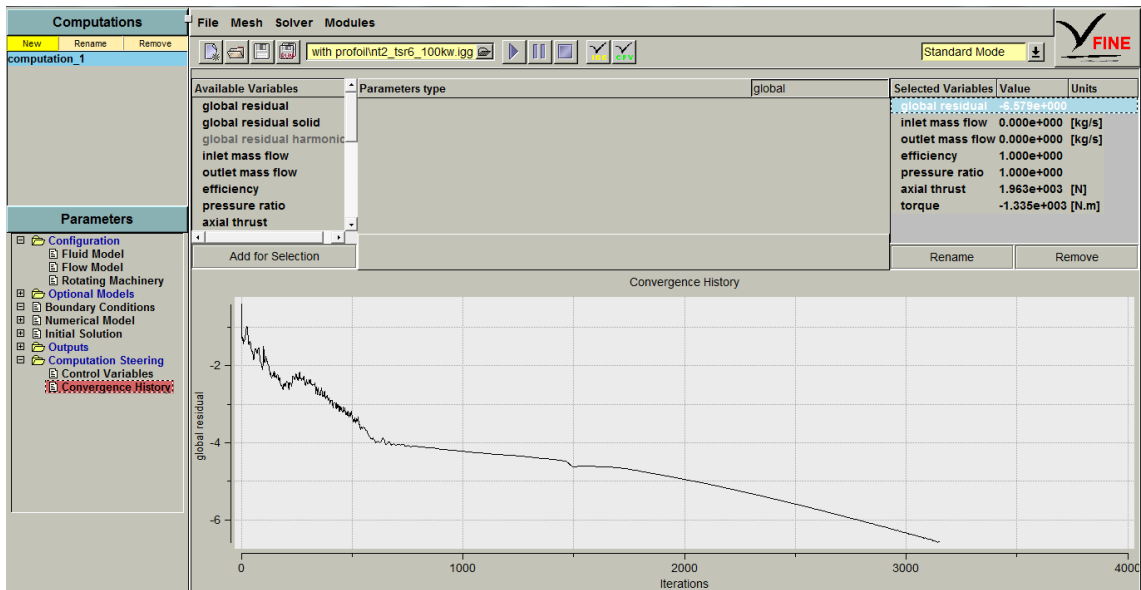 Computations
New Rename Remove
computation_1
File Mesh Solver Modules
with profoil\nt2_tsr6_100kw.igg
Standard Mode
FINE
Available Variables
global residual
global residual solid
global residual harmonic
inlet mass flow
outlet mass flow
efficiency
pressure ratio
axial thrust
Add for Selection
Parameters type global
Selected Variables Value Units
global residual -6.579e+000
inlet mass flow 0.000e+000 [kg/s]
outlet mass flow 0.000e+000 [kg/s]
efficiency 1.000e+000
pressure ratio 1.000e+000
axial thrust 1.963e+003 [N]
torque -1.335e+003 [N.m]
Rename Remove
Parameters
Configuration
Fluid Model
Flow Model
Rotating Machinery
Optional Models
Boundary Conditions
Numerical Model
Initial Solution
Outputs
Computation Steering
Control Variables
Convergence History
Convergence History
global residual
-2
-4
-6
0 1000 2000 3000 4000
Iterations